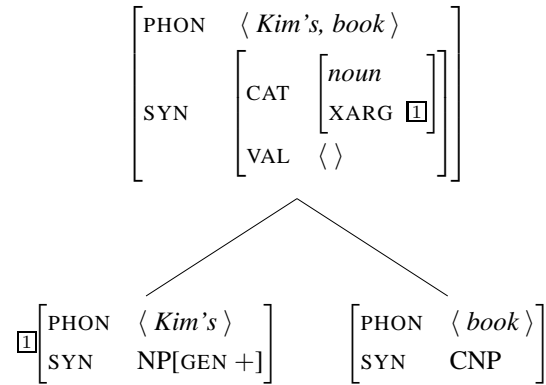 PHON ⟨ Kim's, book ⟩
SYN CAT noun
XARG 1
VAL ⟨ ⟩
1 PHON ⟨ Kim's ⟩ PHON ⟨ book ⟩
SYN NP[GEN +] SYN CNP